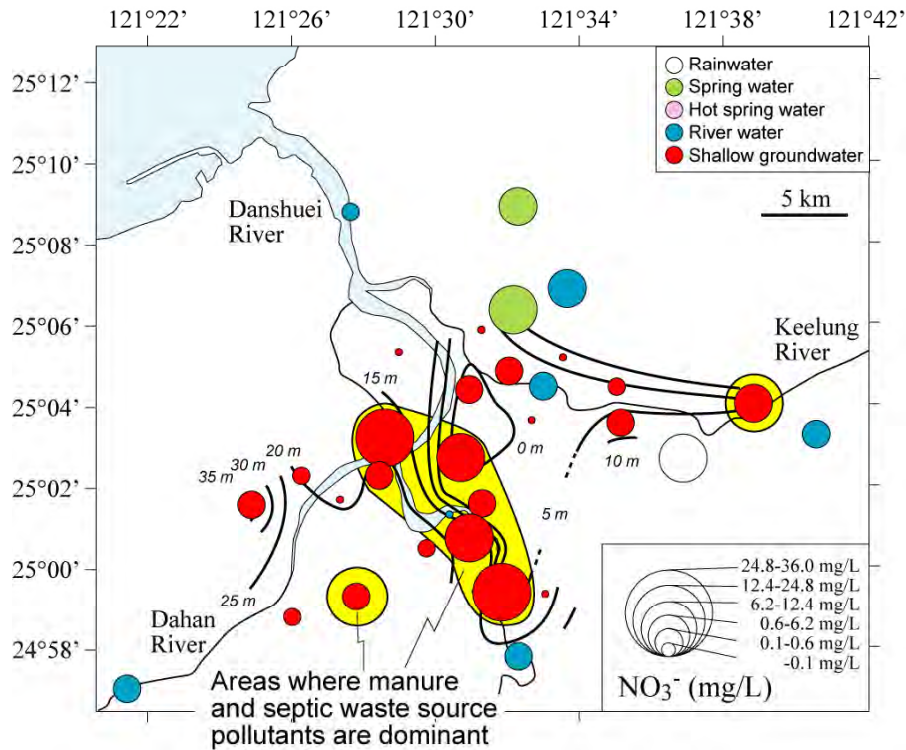 121°22’ 121°26’ 121°30’ 121°34’ 121°38’ 121°42’
25°12’
25°10’
25°08’
25°06’
25°04’
25°02’
25°00’
24°58’
Rainwater
Spring water
Hot spring water
River water
Shallow groundwater
5 km
Danshuei
River
Keelung
River
15 m
0 m
10 m
20 m
30 m
35 m
5 m
25 m
Dahan
River
Areas where manure
and septic waste source
pollutants are dominant
24.8-36.0 mg/L
12.4-24.8 mg/L
6.2-12.4 mg/L
0.6-6.2 mg/L
0.1-0.6 mg/L
-0.1 mg/L
NO₃⁻ (mg/L)